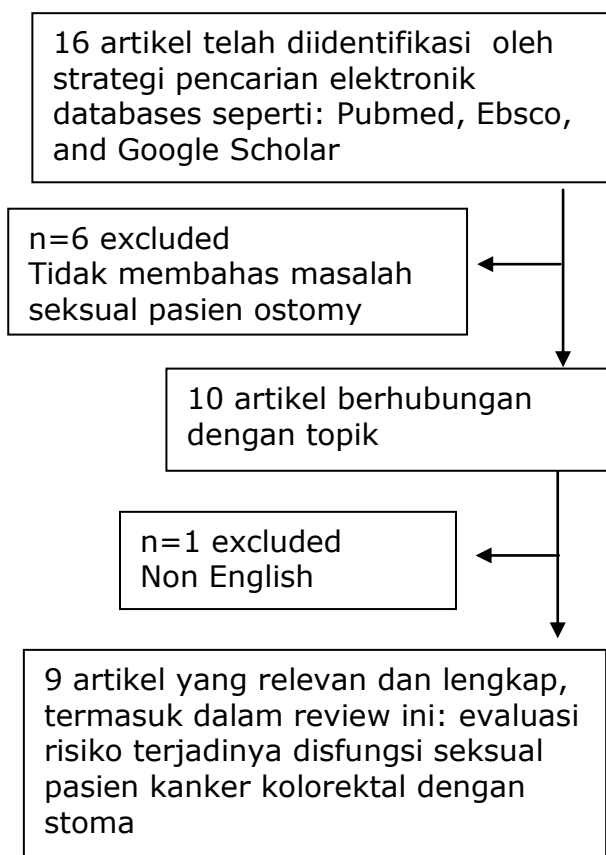 16 artikel telah diidentifikasi oleh
strategi pencarian elektronik
databases seperti: Pubmed, Ebsco,
and Google Scholar
n=6 excluded
Tidak membahas masalah
seksual pasien ostomy
10 artikel berhubungan
dengan topik
n=1 excluded
Non English
9 artikel yang relevan dan lengkap,
termasuk dalam review ini: evaluasi
risiko terjadinya disfungsi seksual
pasien kanker kolorektal dengan
stoma